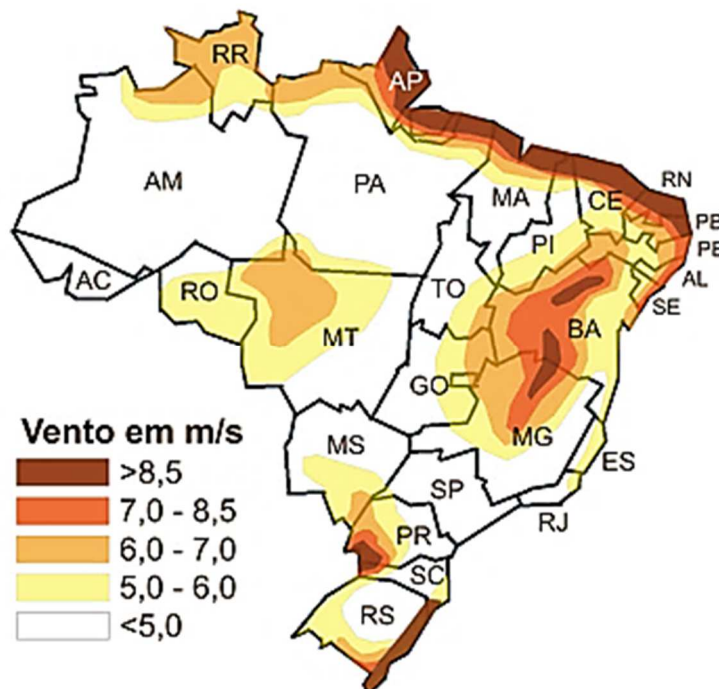 RR
AP
AM
PA
MA
CE
RN
PB
PE
PI
AC
RO
TO
AL
SE
BA
MT
GO
MG
ES
MS
SP
RJ
PR
SC
RS
Vento em m/s
>8,5
7,0 - 8,5
6,0 - 7,0
5,0 - 6,0
<5,0